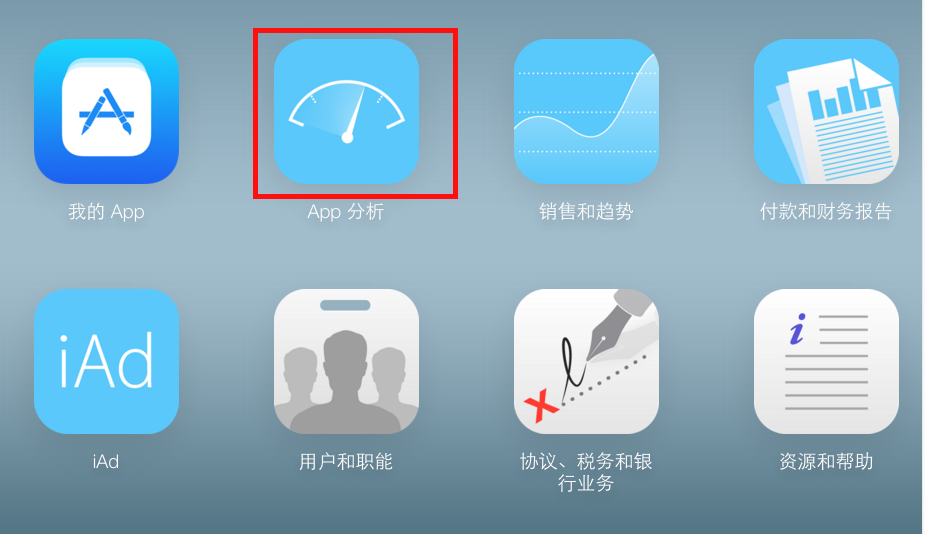 我的 App
App 分析
销售和趋势
付款和财务报告
iAd
iAd
用户和职能
协议、税务和银
行业务
资源和帮助